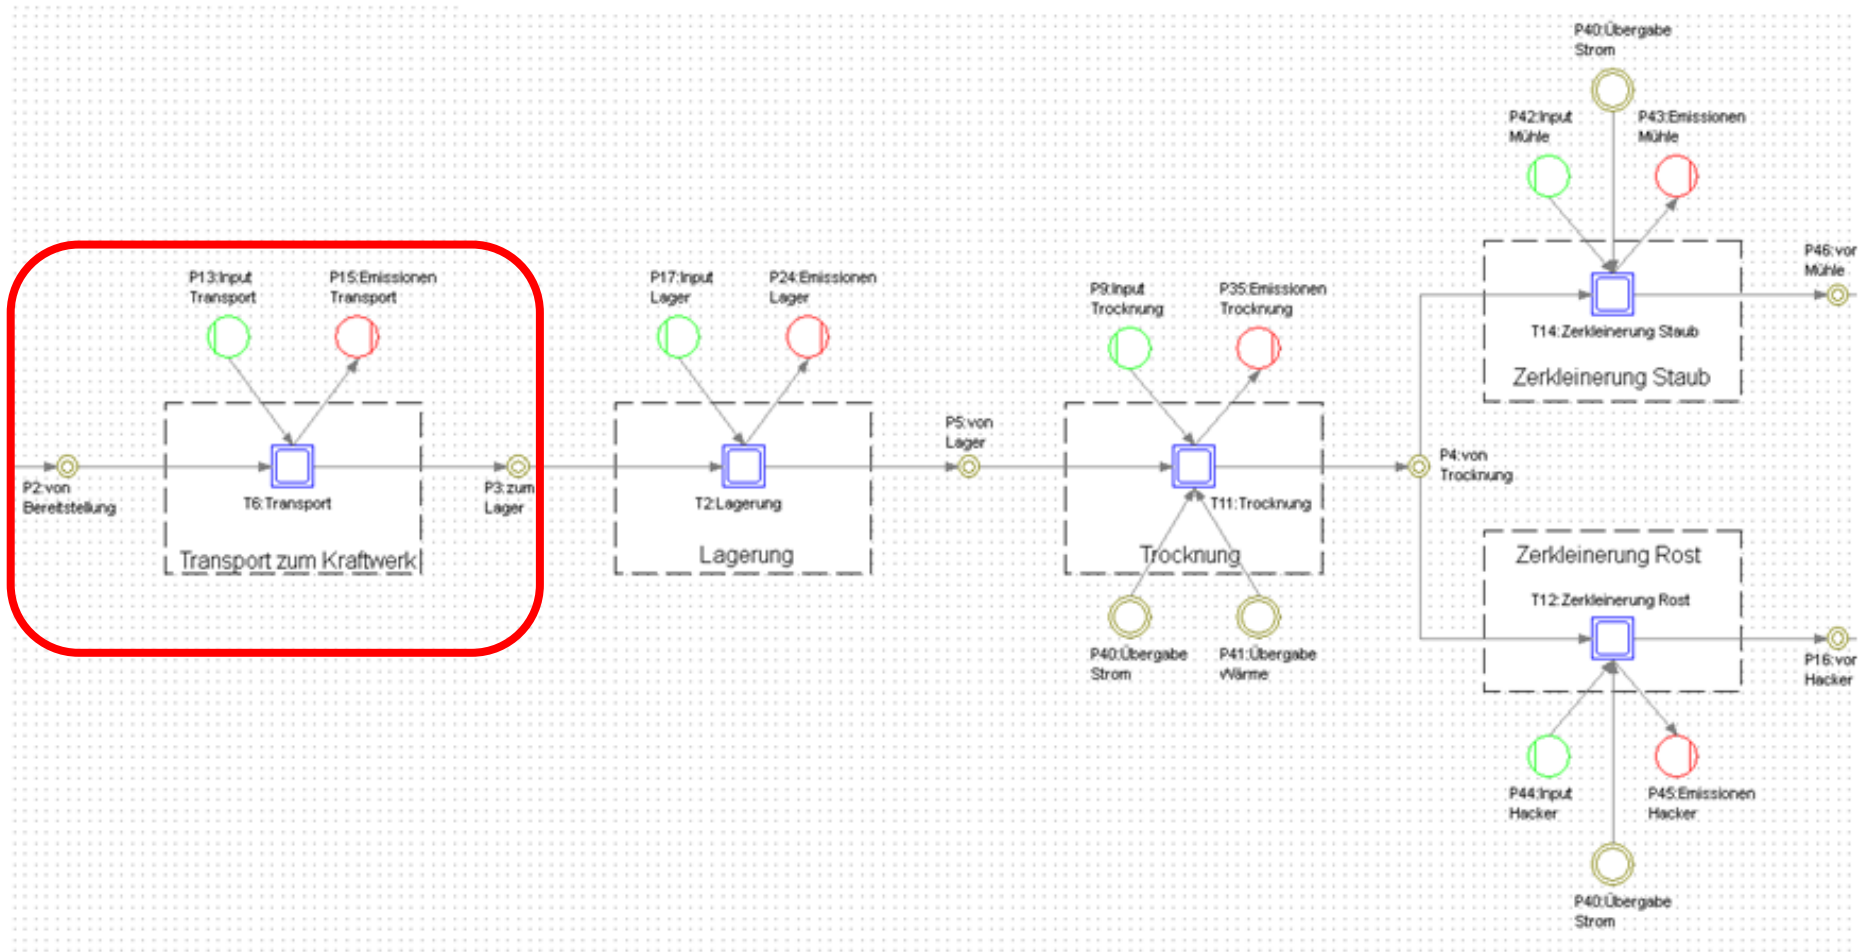 P40:Übergabe
Strom
P42:Input
Mühle
P43:Emissionen
Mühle
P46:von
Mühle
T14:Zerkleinerung Staub
Zerkleinerung Staub
P13:Input
Transport
P15:Emissionen
Transport
P17:Input
Lager
P24:Emissionen
Lager
P9:Input
Trocknung
P35:Emissionen
Trocknung
P2:von
Bereitstellung
T6:Transport
Transport zum Kraftwerk
P3:zum
Lager
T2:Lagerung
Lagerung
P5:von
Lager
T11:Trocknung
Trocknung
P4:von
Trocknung
P40:Übergabe
Strom
P41:Übergabe
Wärme
Zerkleinerung Rost
T12:Zerkleinerung Rost
P16:von
Hacker
P44:Input
Hacker
P45:Emissionen
Hacker
P40:Übergabe
Strom